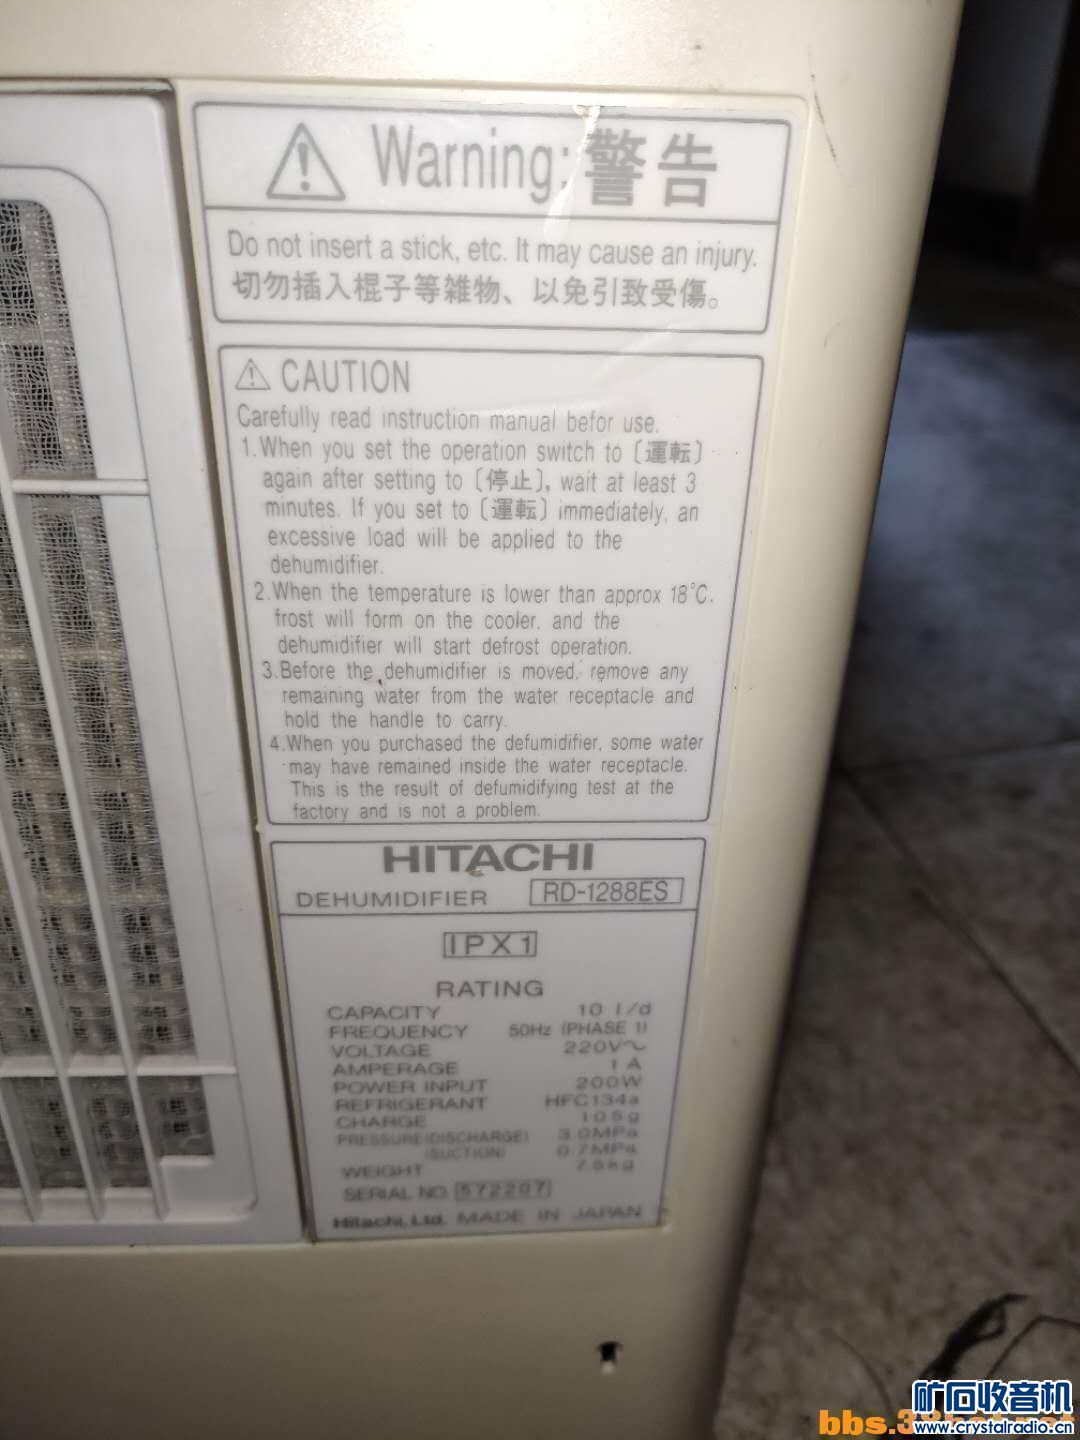 Warning: 警告
Do not insert a stick, etc. It may cause an injury.
切勿插入棍子等雜物、以免引致受傷。
CAUTION
Carefully read instruction manual befor use.
1.When you set the operation switch to〔運転〕
again after setting to〔停止〕, wait at least 3
minutes. If you set to〔運転〕immediately, an
excessive load will be applied to the
dehumidifier.
2.When the temperature is lower than approx 18°C.
frost will form on the cooler, and the
dehumidifier will start defrost operation.
3.Before the dehumidifier is moved, remove any
remaining water from the water receptacle and
hold the handle to carry.
4.When you purchased the defumidifier, some water
may have remained inside the water receptacle.
This is the result of defumidifying test at the
factory and is not a problem.
HITACHI
DEHUMIDIFIER RD-1288ES
IPX1
RATING
CAPACITY 10 l/d
FREQUENCY 50Hz (PHASE 1)
VOLTAGE 220V～
AMPERAGE 1 A
POWER INPUT 200W
REFRIGERANT HFC134a
CHARGE 105g
PRESSURE(DISCHARGE) 3.0MPa
(SUCTION) 0.7MPa
WEIGHT 7.5kg
SERIAL NO. 572207
Hitachi, Ltd. MADE IN JAPAN
矿石收音机
www.crystalradio.cn